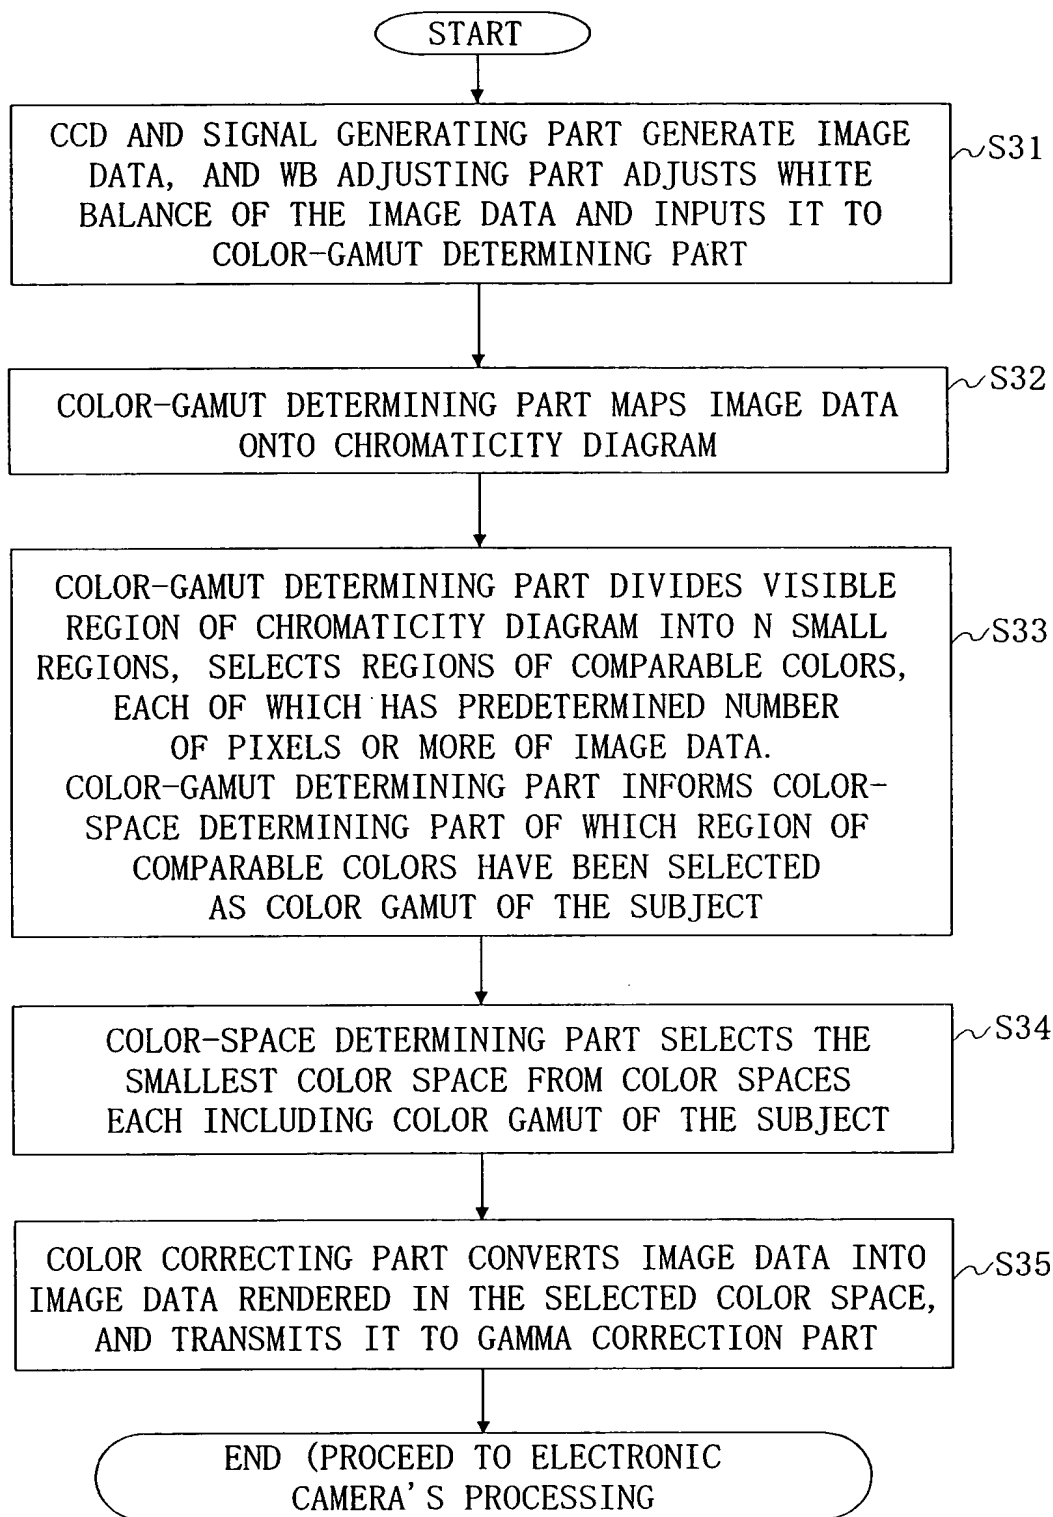 START
CCD AND SIGNAL GENERATING PART GENERATE IMAGE
DATA, AND WB ADJUSTING PART ADJUSTS WHITE
BALANCE OF THE IMAGE DATA AND INPUTS IT TO
COLOR-GAMUT DETERMINING PART
S31
COLOR-GAMUT DETERMINING PART MAPS IMAGE DATA
ONTO CHROMATICITY DIAGRAM
S32
COLOR-GAMUT DETERMINING PART DIVIDES VISIBLE
REGION OF CHROMATICITY DIAGRAM INTO N SMALL
REGIONS, SELECTS REGIONS OF COMPARABLE COLORS,
EACH OF WHICH HAS PREDETERMINED NUMBER
OF PIXELS OR MORE OF IMAGE DATA.
COLOR-GAMUT DETERMINING PART INFORMS COLOR-
SPACE DETERMINING PART OF WHICH REGION OF
COMPARABLE COLORS HAVE BEEN SELECTED
AS COLOR GAMUT OF THE SUBJECT
S33
COLOR-SPACE DETERMINING PART SELECTS THE
SMALLEST COLOR SPACE FROM COLOR SPACES
EACH INCLUDING COLOR GAMUT OF THE SUBJECT
S34
COLOR CORRECTING PART CONVERTS IMAGE DATA INTO
IMAGE DATA RENDERED IN THE SELECTED COLOR SPACE,
AND TRANSMITS IT TO GAMMA CORRECTION PART
S35
END (PROCEED TO ELECTRONIC
CAMERA'S PROCESSING